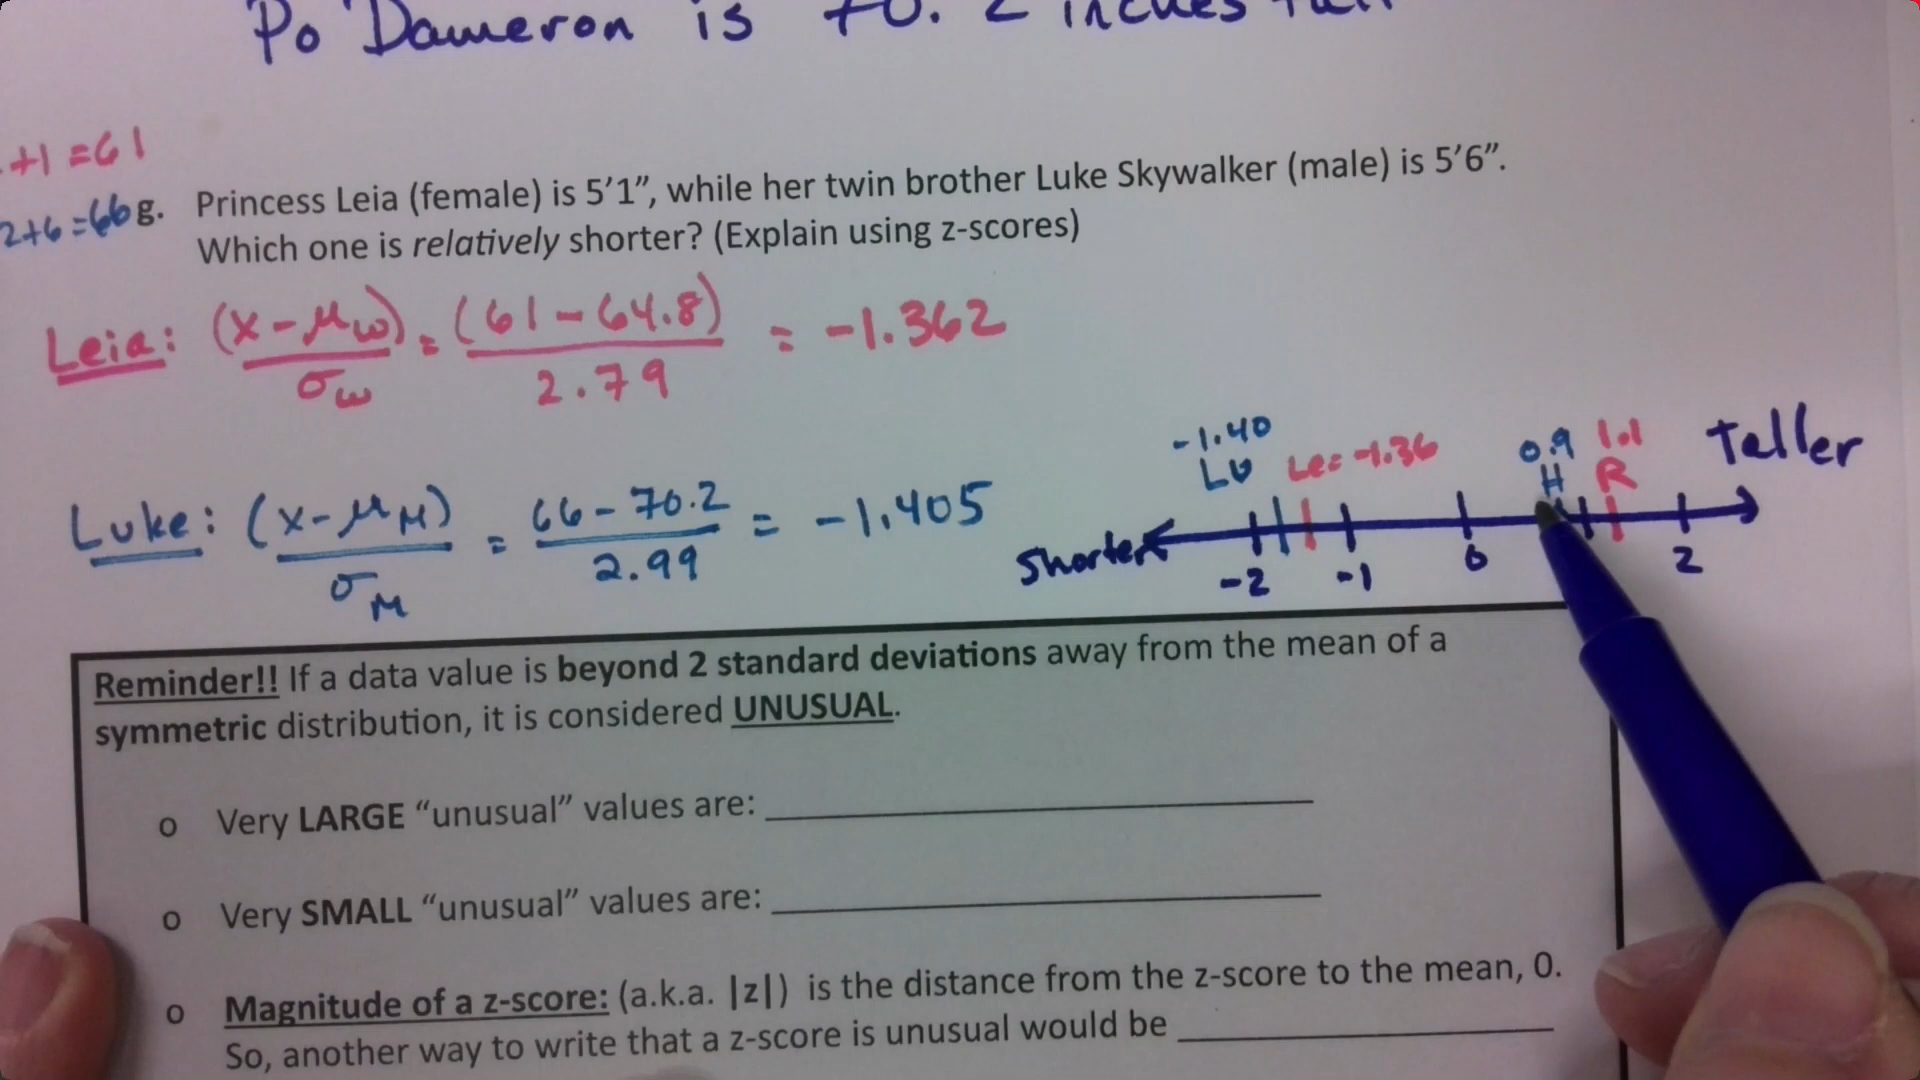 Po Dameron is 70.2 inches tall
+1 = 61
2+6=66
g. Princess Leia (female) is 5’1”, while her twin brother Luke Skywalker (male) is 5’6”.
Which one is relatively shorter? (Explain using z-scores)
Leia: (x-μw)/σw = (61-64.8)/2.79 = -1.362
Luke: (x-μM)/σM = 66-70.2/2.99 = -1.405
-1.40 Le=-1.36 0.9 1.1 Taller
LU H R
Shorter -2 -1 0 2
Reminder!! If a data value is beyond 2 standard deviations away from the mean of a
symmetric distribution, it is considered UNUSUAL.
o Very LARGE “unusual” values are: ____________________
o Very SMALL “unusual” values are: ____________________
o Magnitude of a z-score: (a.k.a. |z|) is the distance from the z-score to the mean, 0.
So, another way to write that a z-score is unusual would be ____________________